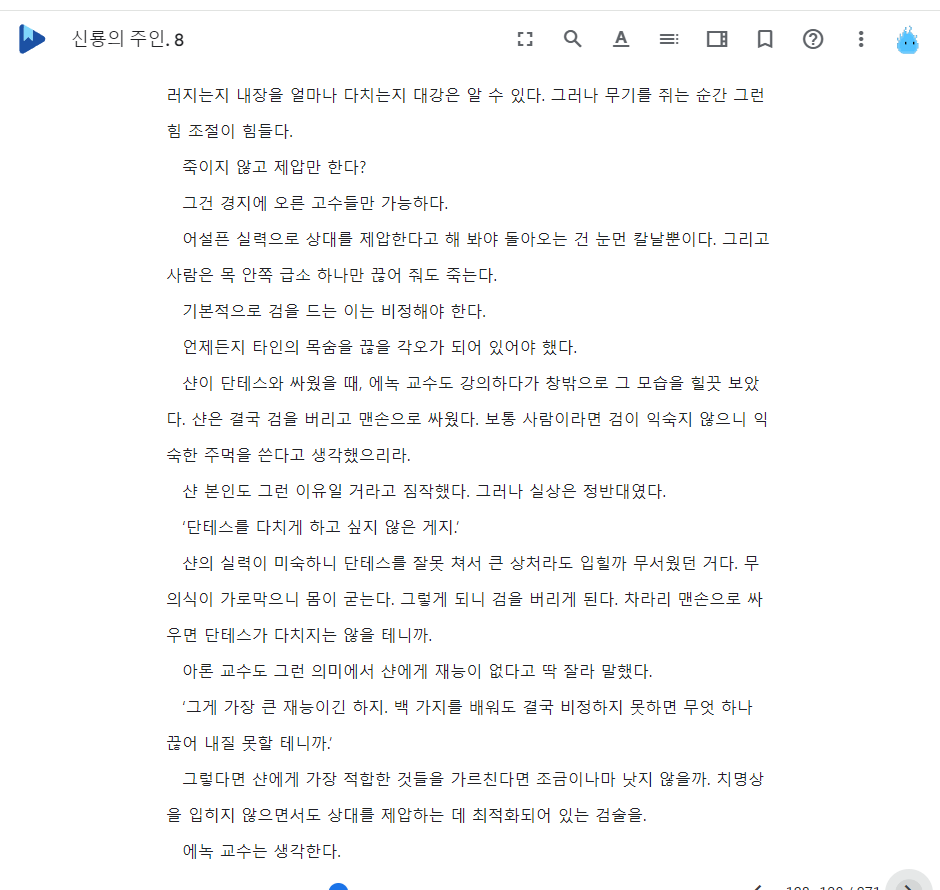 신룡의 주인. 8
러지는지 내장을 얼마나 다치는지 대강은 알 수 있다. 그러나 무기를 쥐는 순간 그런
힘 조절이 힘들다.
죽이지 않고 제압만 한다?
그건 경지에 오른 고수들만 가능하다.
어설픈 실력으로 상대를 제압한다고 해 봐야 돌아오는 건 눈먼 칼날뿐이다. 그리고
사람은 목 안쪽 급소 하나만 끊어 줘도 죽는다.
기본적으로 검을 드는 이는 비정해야 한다.
언제든지 타인의 목숨을 끊을 각오가 되어 있어야 했다.
샨이 단테스와 싸웠을 때, 에녹 교수도 강의하다가 창밖으로 그 모습을 힐끗 보았
다. 샨은 결국 검을 버리고 맨손으로 싸웠다. 보통 사람이라면 검이 익숙지 않으니 익
숙한 주먹을 쓴다고 생각했으리라.
샨 본인도 그런 이유일 거라고 짐작했다. 그러나 실상은 정반대였다.
‘단테스를 다치게 하고 싶지 않은 게지.’
샨의 실력이 미숙하니 단테스를 잘못 쳐서 큰 상처라도 입힐까 무서웠던 거다. 무
의식이 가로막으니 몸이 굳는다. 그렇게 되니 검을 버리게 된다. 차라리 맨손으로 싸
우면 단테스가 다치지는 않을 테니까.
아론 교수도 그런 의미에서 샨에게 재능이 없다고 딱 잘라 말했다.
‘그게 가장 큰 재능이긴 하지. 백 가지를 배워도 결국 비정하지 못하면 무엇 하나
끊어 내질 못할 테니까.’
그렇다면 샨에게 가장 적합한 것들을 가르친다면 조금이나마 낫지 않을까. 치명상
을 입히지 않으면서도 상대를 제압하는 데 최적화되어 있는 검술을.
에녹 교수는 생각한다.